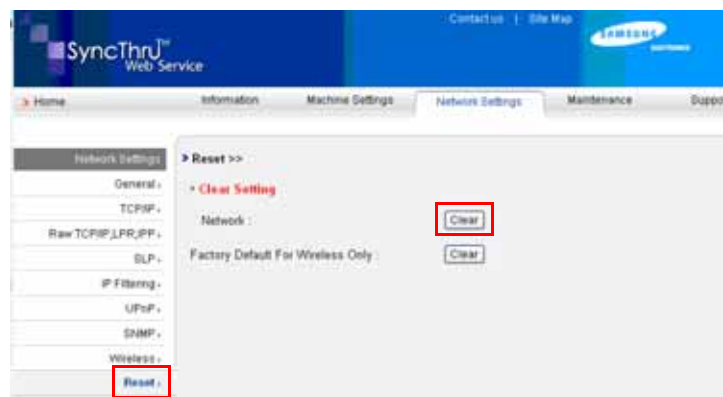 Contact us | Site Map
SyncThru™
Web Service
SAMSUNG
ELECTRONICS
> Home
Information
Machine Settings
Network Settings
Maintenance
Suppo
Network Settings
General
TCP/IP
Raw TCP/IP,LPR,IPP
SLP
IP Filtering
UPnP
SNMP
Wireless
Reset
Reset >>
Clear Setting
Network : Clear
Factory Default For Wireless Only : Clear